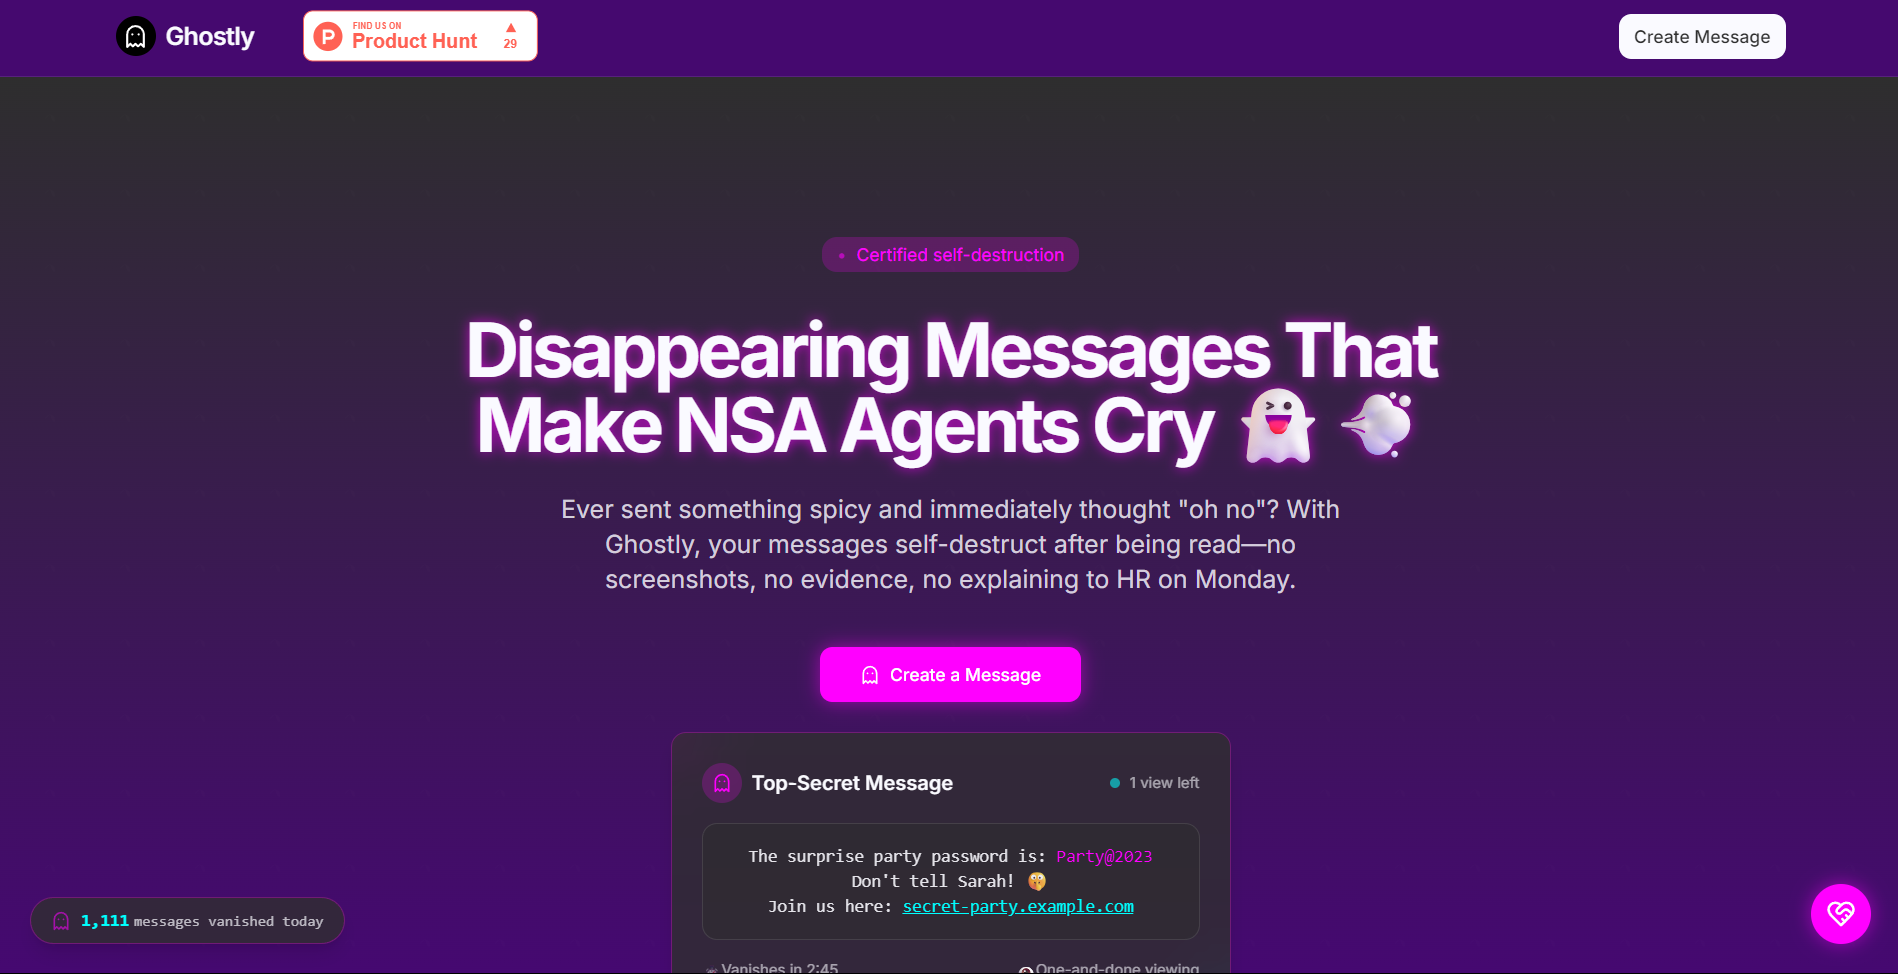 Ghostly
FIND US ON
Product Hunt
29
Create Message
Certified self-destruction
Disappearing Messages That
Make NSA Agents Cry
Ever sent something spicy and immediately thought "oh no"? With
Ghostly, your messages self-destruct after being read—no
screenshots, no evidence, no explaining to HR on Monday.
Create a Message
Top-Secret Message
1 view left
The surprise party password is: Party@2023
Don't tell Sarah! 🤫
Join us here: secret-party.example.com
Vanishes in 2:45
One-and-done viewing
1,111 messages vanished today